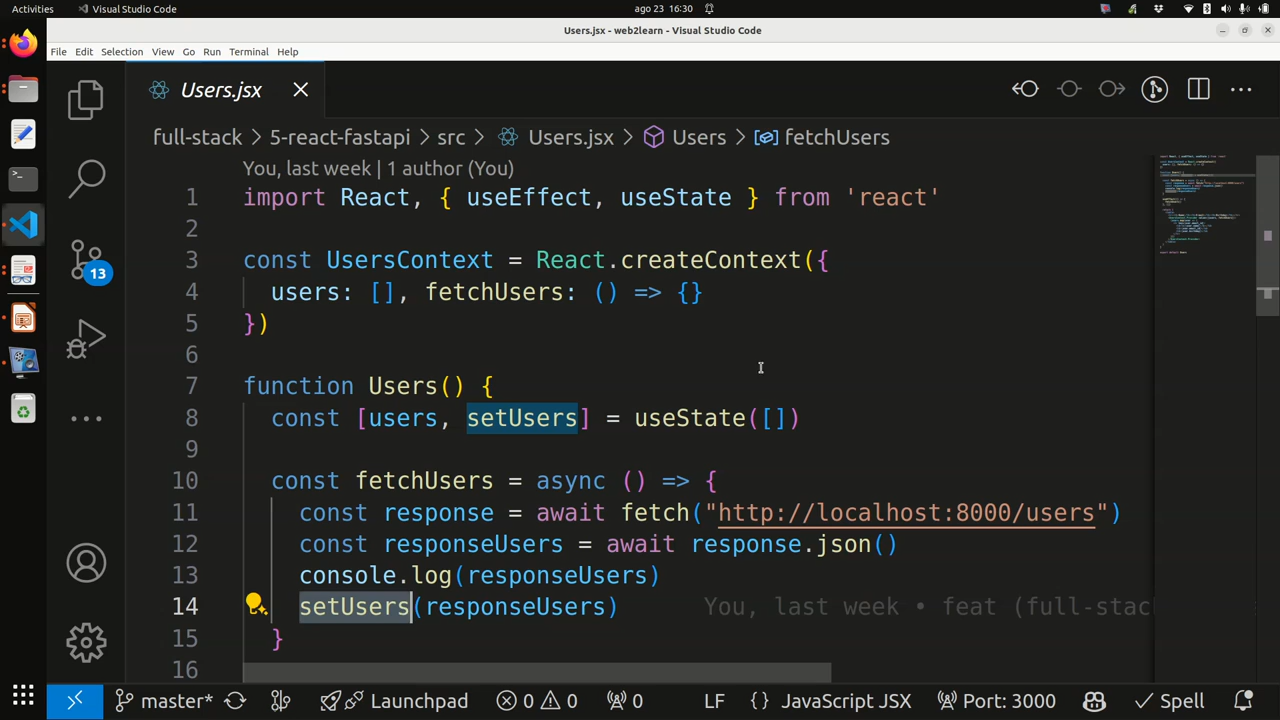 Activities
Visual Studio Code
ago 23 16:30
Users.jsx - web2learn - Visual Studio Code
File Edit Selection View Go Run Terminal Help
Users.jsx
full-stack > 5-react-fastapi > src > Users.jsx > Users > fetchUsers
You, last week | 1 author (You)
1 import React, { useEffect, useState } from 'react'
2
3 const UsersContext = React.createContext({
4 users: [], fetchUsers: () => {}
5 })
6
7 function Users() {
8 const [users, setUsers] = useState([])
9
10 const fetchUsers = async () => {
11 const response = await fetch("http://localhost:8000/users")
12 const responseUsers = await response.json()
13 console.log(responseUsers)
14 setUsers(responseUsers) You, last week • feat (full-stac
15 }
16
13
master* Launchpad 0 0 0 LF {} JavaScript JSX Port: 3000 Spell